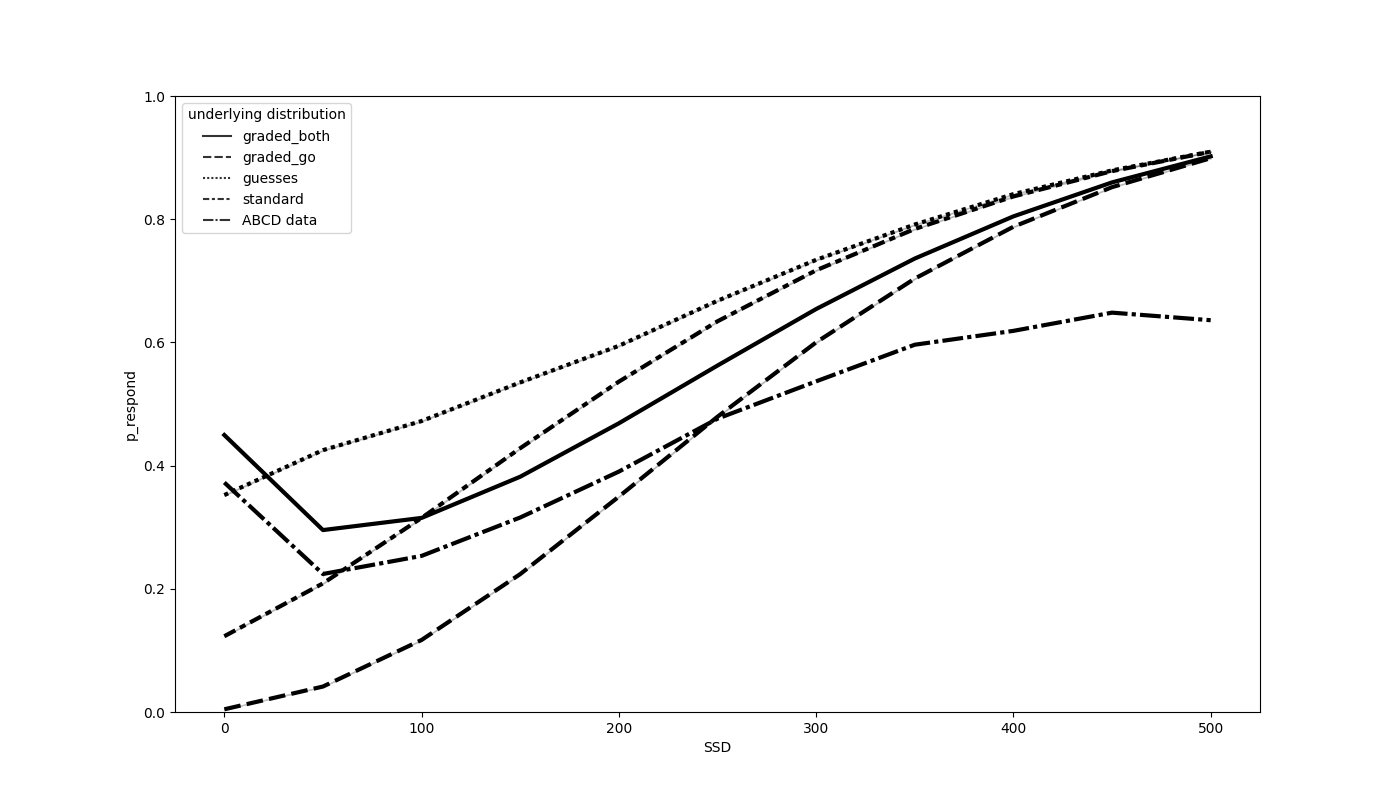 underlying distribution
graded_both
graded_go
guesses
standard
ABCD data
1.0
0.8
0.6
0.4
0.2
0.0
p_respond
0 100 200 300 400 500
SSD